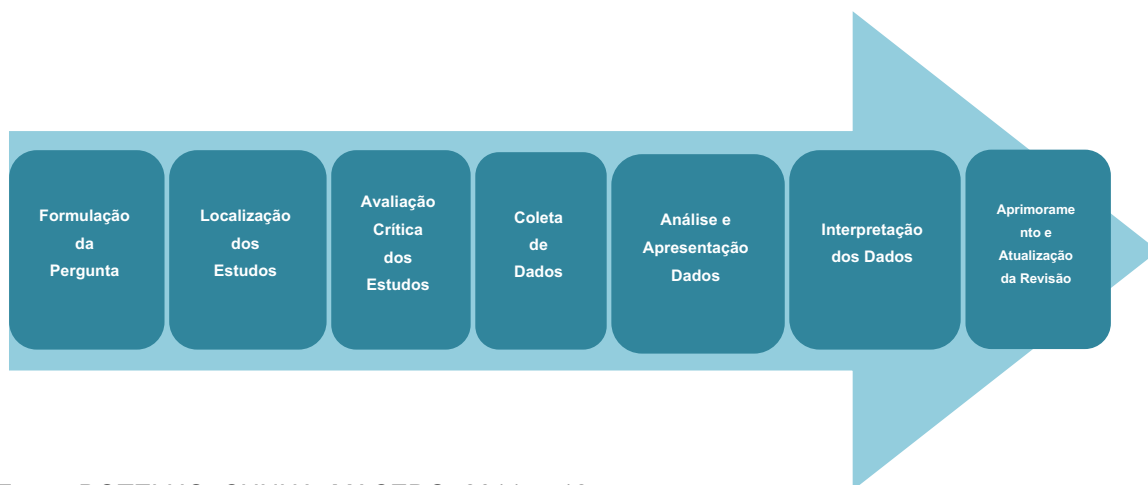 Formulação
da
Pergunta
Localização
dos
Estudos
Avaliação
Crítica
dos
Estudos
Coleta
de
Dados
Análise e
Apresentação
Dados
Interpretação
dos Dados
Aprimorame
nto e
Atualização
da Revisão